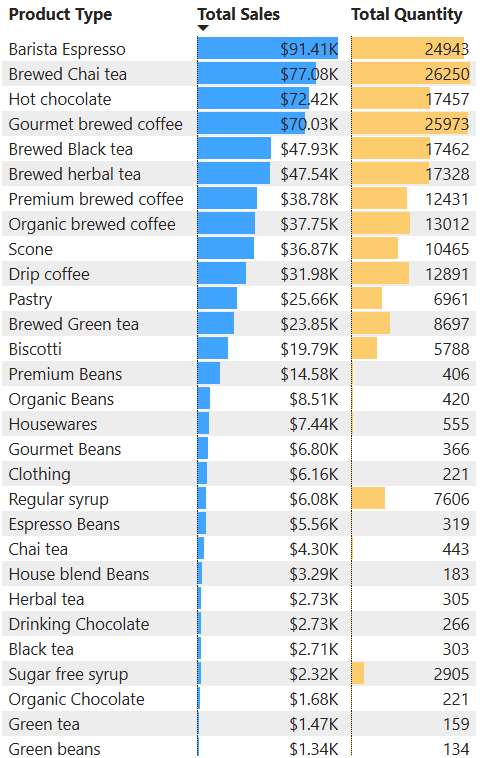 Product Type Total Sales Total Quantity
Barista Espresso $91.41K 24943
Brewed Chai tea $77.08K 26250
Hot chocolate $72.42K 17457
Gourmet brewed coffee $70.03K 25973
Brewed Black tea $47.93K 17462
Brewed herbal tea $47.54K 17328
Premium brewed coffee $38.78K 12431
Organic brewed coffee $37.75K 13012
Scone $36.87K 10465
Drip coffee $31.98K 12891
Pastry $25.66K 6961
Brewed Green tea $23.85K 8697
Biscotti $19.79K 5788
Premium Beans $14.58K 406
Organic Beans $8.51K 420
Housewares $7.44K 555
Gourmet Beans $6.80K 366
Clothing $6.16K 221
Regular syrup $6.08K 7606
Espresso Beans $5.56K 319
Chai tea $4.30K 443
House blend Beans $3.29K 183
Herbal tea $2.73K 305
Drinking Chocolate $2.73K 266
Black tea $2.71K 303
Sugar free syrup $2.32K 2905
Organic Chocolate $1.68K 221
Green tea $1.47K 159
Green beans $1.34K 134